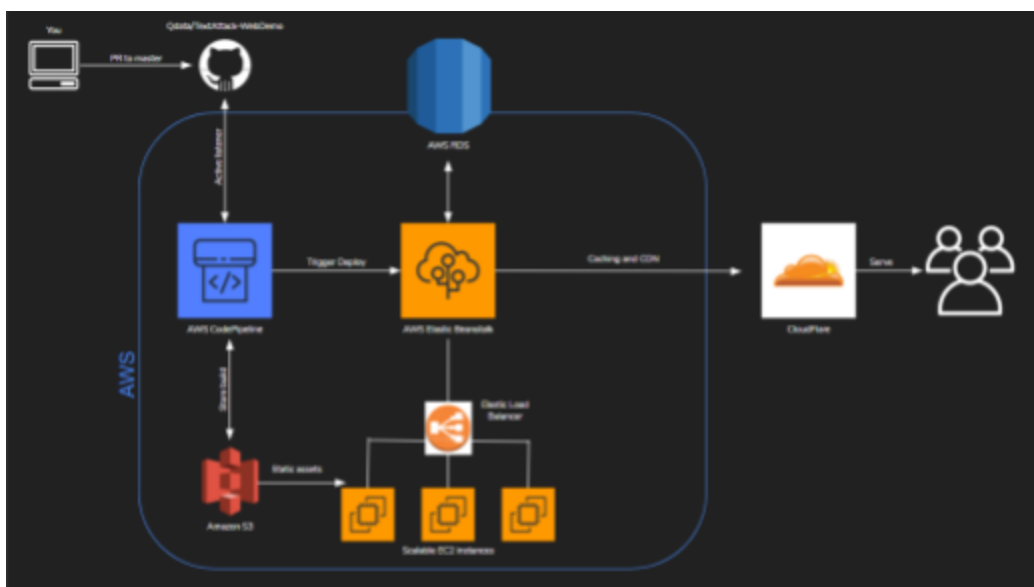 You
Qdata/TextAttack-WebDemo
PR to master
AWS RDS
Active listener
Trigger Deploy
Caching and CDN
Serve
AWS CodePipeline
AWS Elastic Beanstalk
CloudFlare
AWS
Store build
Elastic Load
Balancer
Static assets
Amazon S3
Scalable EC2 Instances